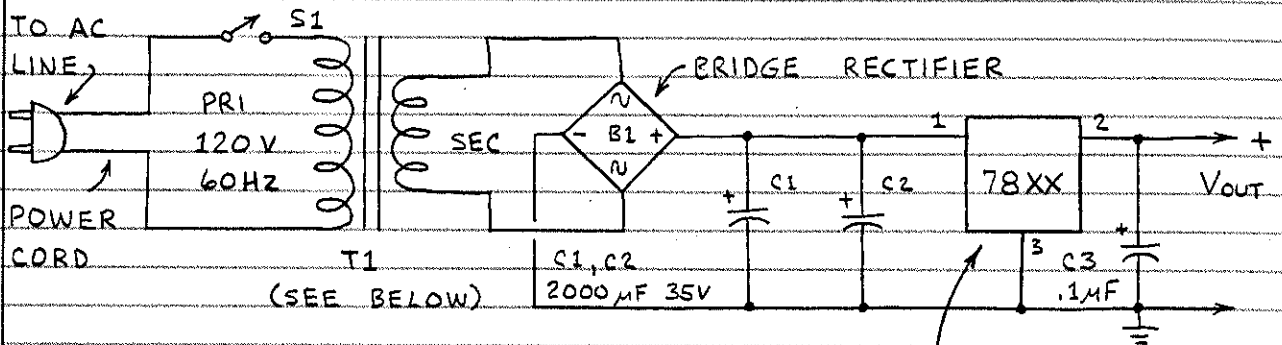 TO AC
LINE
S1
PRI
120 V
60HZ
POWER
CORD
T1
(SEE BELOW)
SEC
BRIDGE RECTIFIER
~
- B1 +
~
C1, C2
2000 µF 35V
+
C1
+
C2
1
78XX
2
3
+
C3
.1µF
+
VOUT